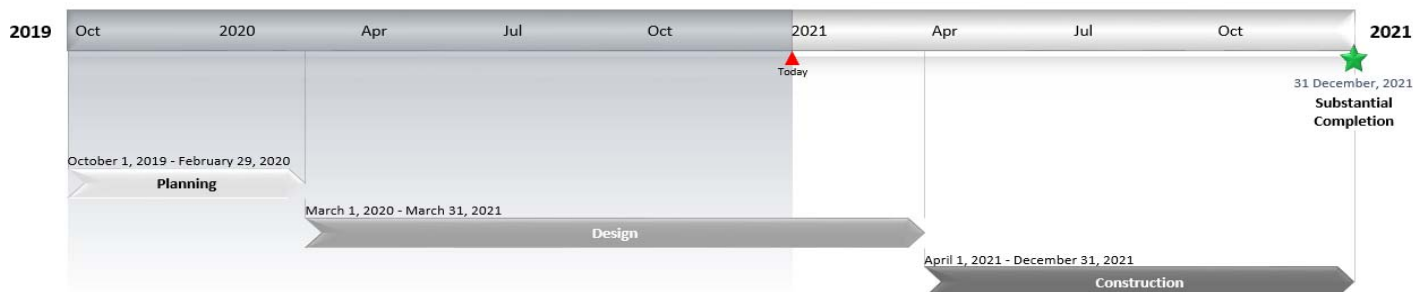 2019 Oct 2020 Apr Jul Oct 2021 Apr Jul Oct 2021
Today
31 December, 2021
Substantial
Completion
October 1, 2019 - February 29, 2020
Planning
March 1, 2020 - March 31, 2021
Design
April 1, 2021 - December 31, 2021
Construction